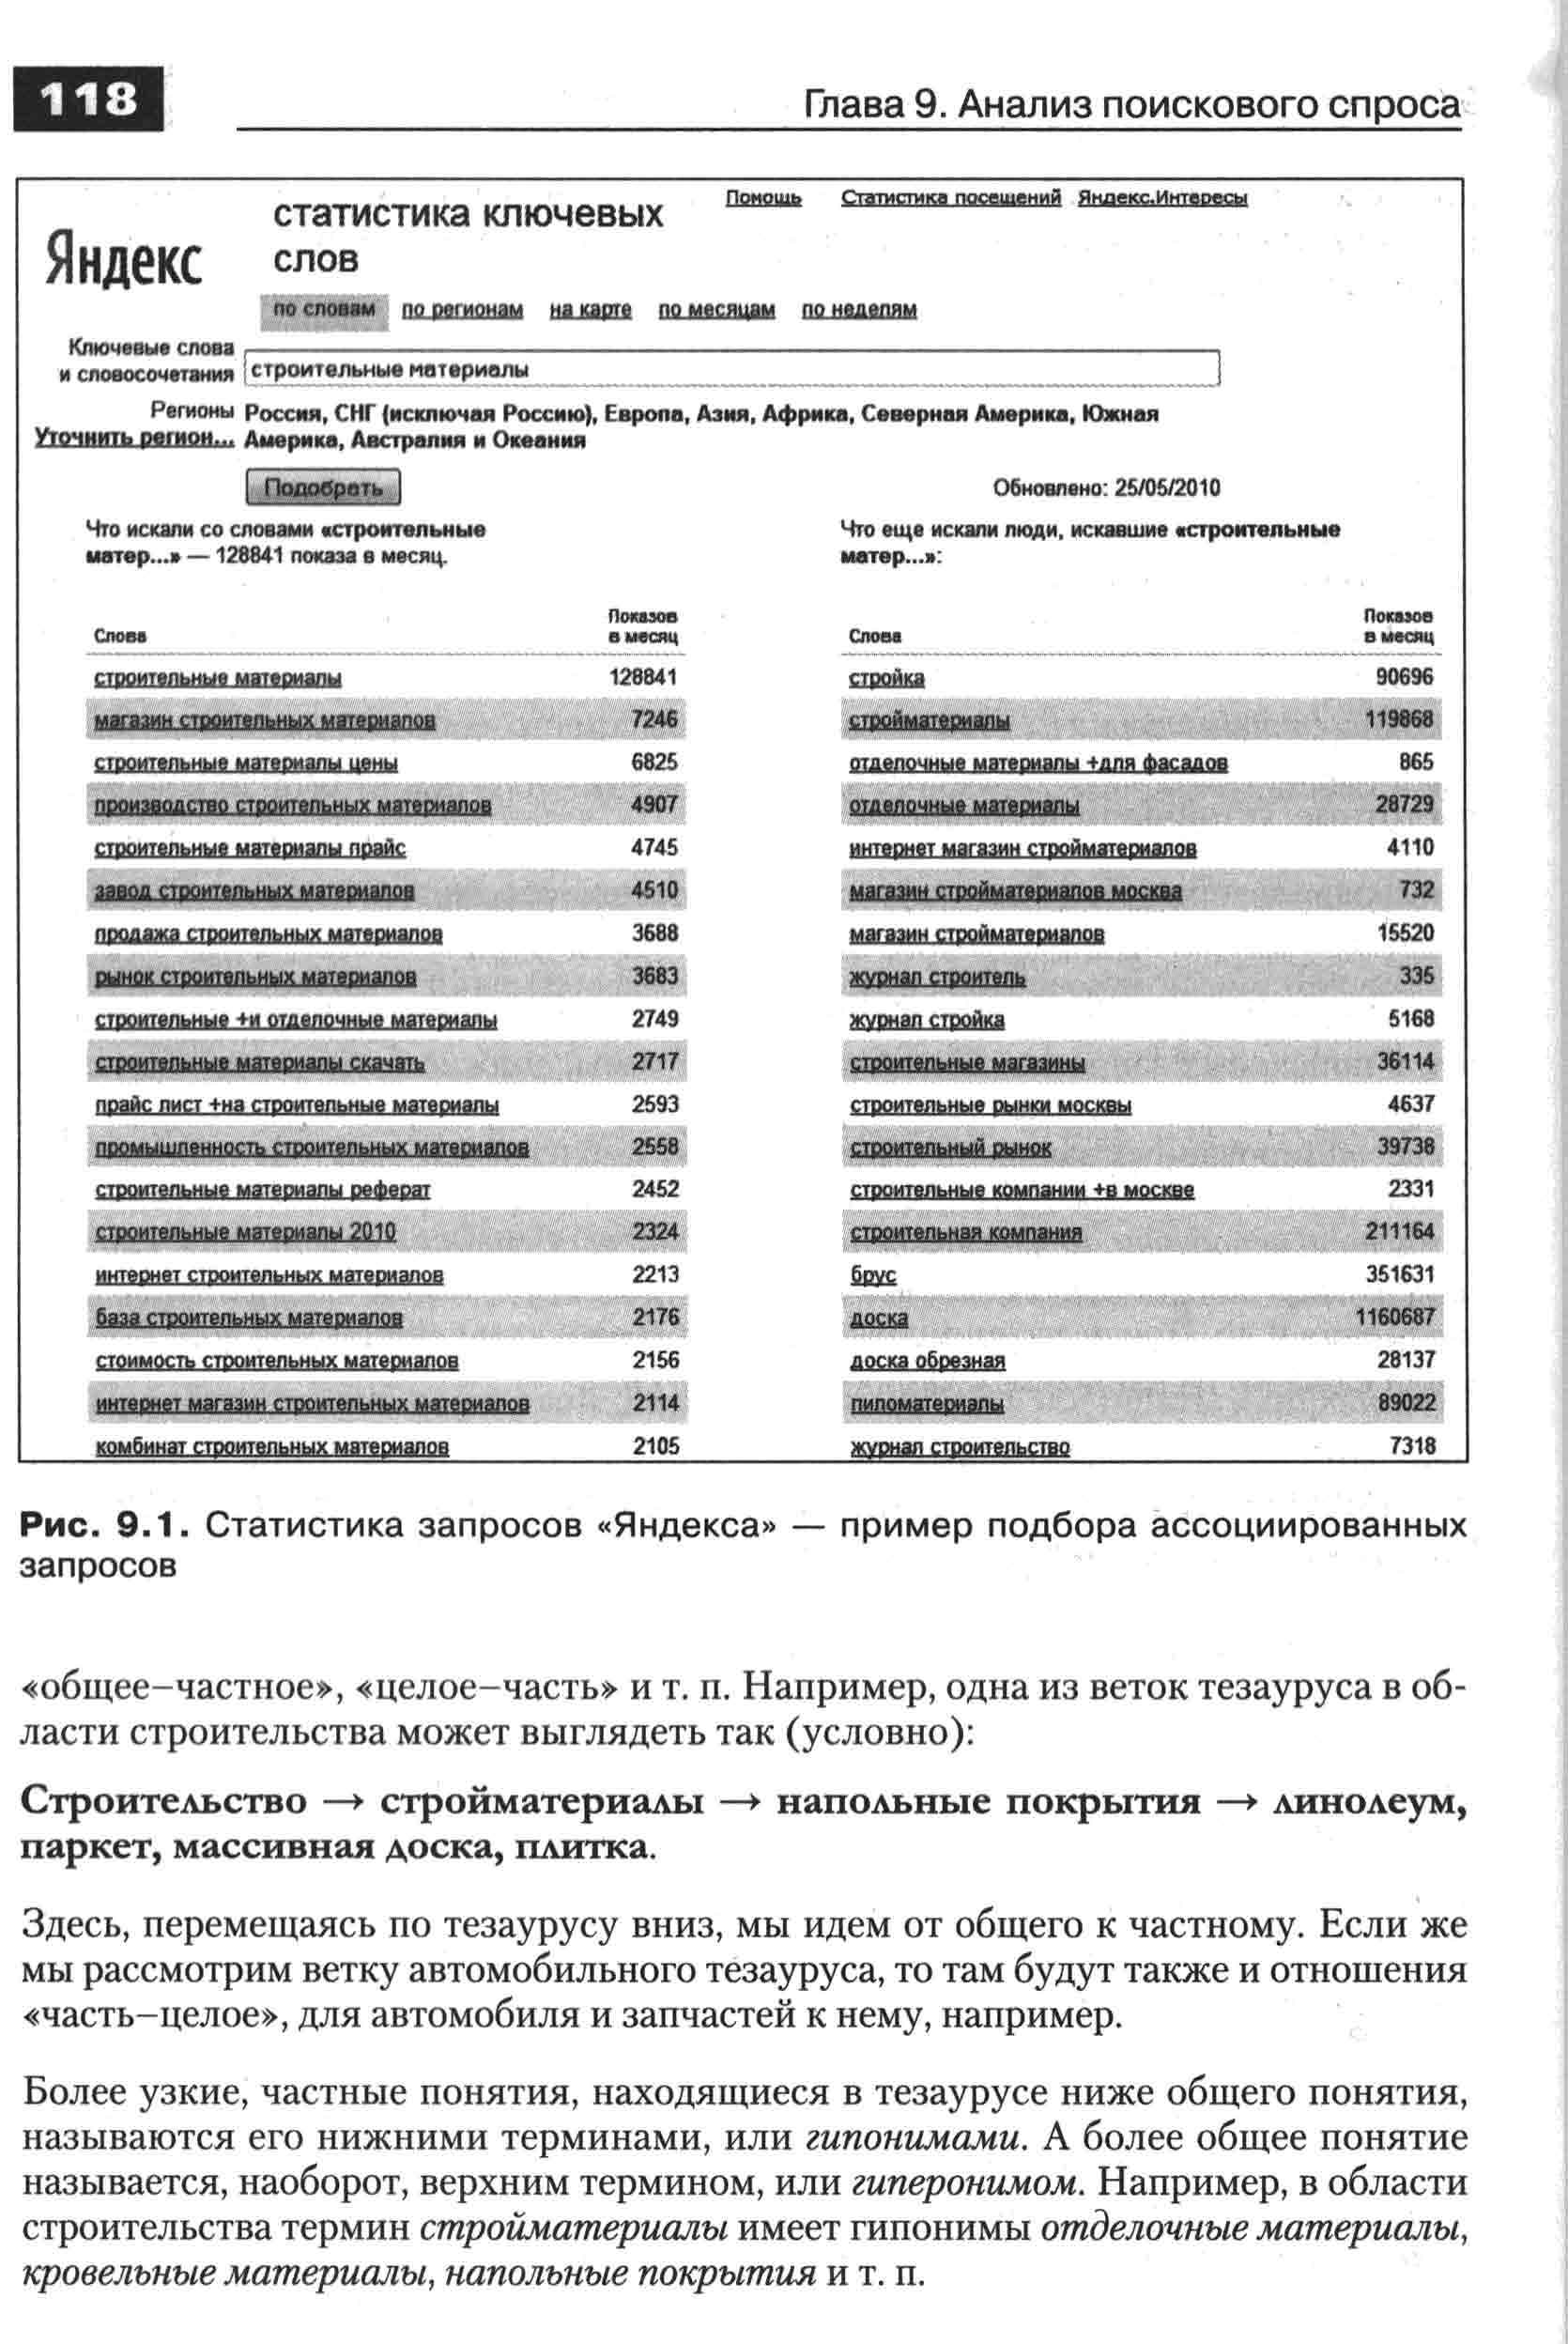 118
Глава 9. Анализ поискового спроса
Помощь Статистика посещений Яндекс.Интересы
статистика ключевых
слов
Яндекс
по словам по регионам на карте по месяцам по неделям
Ключевые слова
и словосочетания строительные материалы
Регионы Россия, СНГ (исключая Россию), Европа, Азия, Африка, Северная Америка, Южная
Уточнить регион... Америка, Австралия и Океания
Подобрать
Обновлено: 25/05/2010
Что искали со словами «строительные
матер...» — 128841 показа в месяц.
Слова Показов
в месяц
строительные материалы 128841
магазин строительных материалов 7246
строительные материалы цены 6825
производство строительных материалов 4907
строительные материалы прайс 4745
завод строительных материалов 4510
продажа строительных материалов 3688
рынок строительных материалов 3683
строительные +и отделочные материалы 2749
строительные материалы скачать 2717
прайс лист +на строительные материалы 2593
промышленность строительных материалов 2558
строительные материалы реферат 2452
строительные материалы 2010 2324
интернет строительных материалов 2213
база строительных материалов 2176
стоимость строительных материалов 2156
интернет магазин строительных материалов 2114
комбинат строительных материалов 2105
Что еще искали люди, искавшие «строительные
матер...»:
Слова Показов
в месяц
стройка 90696
стройматериалы 119868
отделочные материалы +для фасадов 865
отделочные материалы 28729
интернет магазин стройматериалов 4110
магазин стройматериалов москва 732
магазин стройматериалов 15520
журнал строитель 335
журнал стройка 5168
строительные магазины 36114
строительные рынки москвы 4637
строительный рынок 39738
строительные компании +в москве 2331
строительная компания 211164
брус 351631
доска 1160687
доска обрезная 28137
пиломатериалы 89022
журнал строительство 7318
Рис. 9.1. Статистика запросов «Яндекса» — пример подбора ассоциированных
запросов
«общее–частное», «целое–часть» и т. п. Например, одна из веток тезауруса в об-
ласти строительства может выглядеть так (условно):
Строительство → стройматериалы → напольные покрытия → линолеум,
паркет, массивная доска, плитка.
Здесь, перемещаясь по тезаурусу вниз, мы идем от общего к частному. Если же
мы рассмотрим ветку автомобильного тезауруса, то там будут также и отношения
«часть–целое», для автомобиля и запчастей к нему, например.
Более узкие, частные понятия, находящиеся в тезаурусе ниже общего понятия,
называются его нижними терминами, или гипонимами. А более общее понятие
называется, наоборот, верхним термином, или гиперонимом. Например, в области
строительства термин стройматериалы имеет гипонимы отделочные материалы,
кровельные материалы, напольные покрытия и т. п.